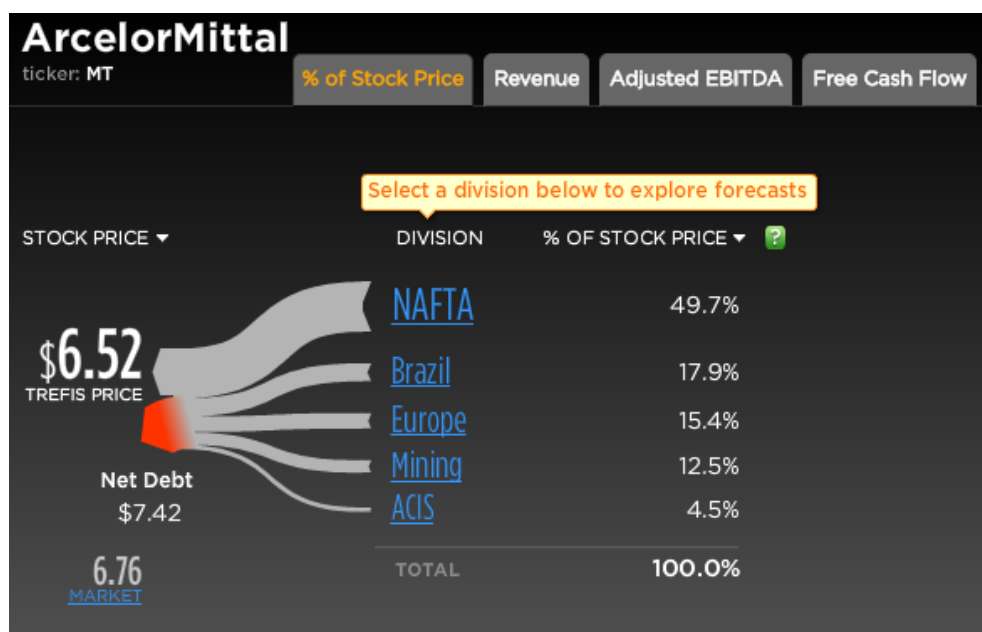 ArcelorMittal
ticker: MT
% of Stock Price Revenue Adjusted EBITDA Free Cash Flow
Select a division below to explore forecasts
STOCK PRICE DIVISION % OF STOCK PRICE ?
NAFTA 49.7%
$6.52
TREFIS PRICE
Brazil 17.9%
Europe 15.4%
Mining 12.5%
Net Debt
$7.42
ACIS 4.5%
6.76
MARKET
TOTAL 100.0%